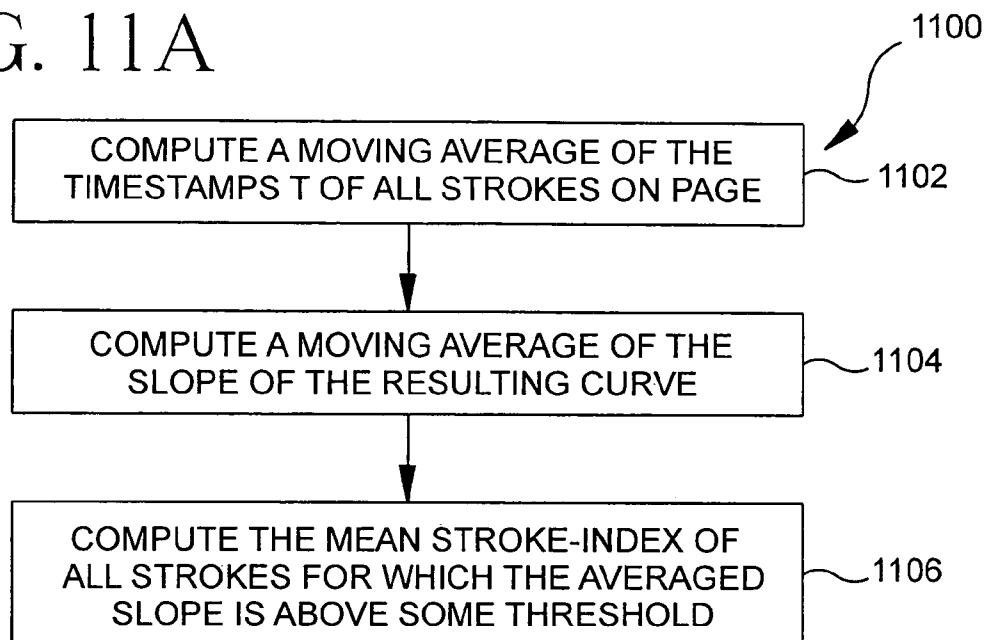 G. 11A
1100
COMPUTE A MOVING AVERAGE OF THE
TIMESTAMPS T OF ALL STROKES ON PAGE
1102
COMPUTE A MOVING AVERAGE OF THE
SLOPE OF THE RESULTING CURVE
1104
COMPUTE THE MEAN STROKE-INDEX OF
ALL STROKES FOR WHICH THE AVERAGED
SLOPE IS ABOVE SOME THRESHOLD
1106